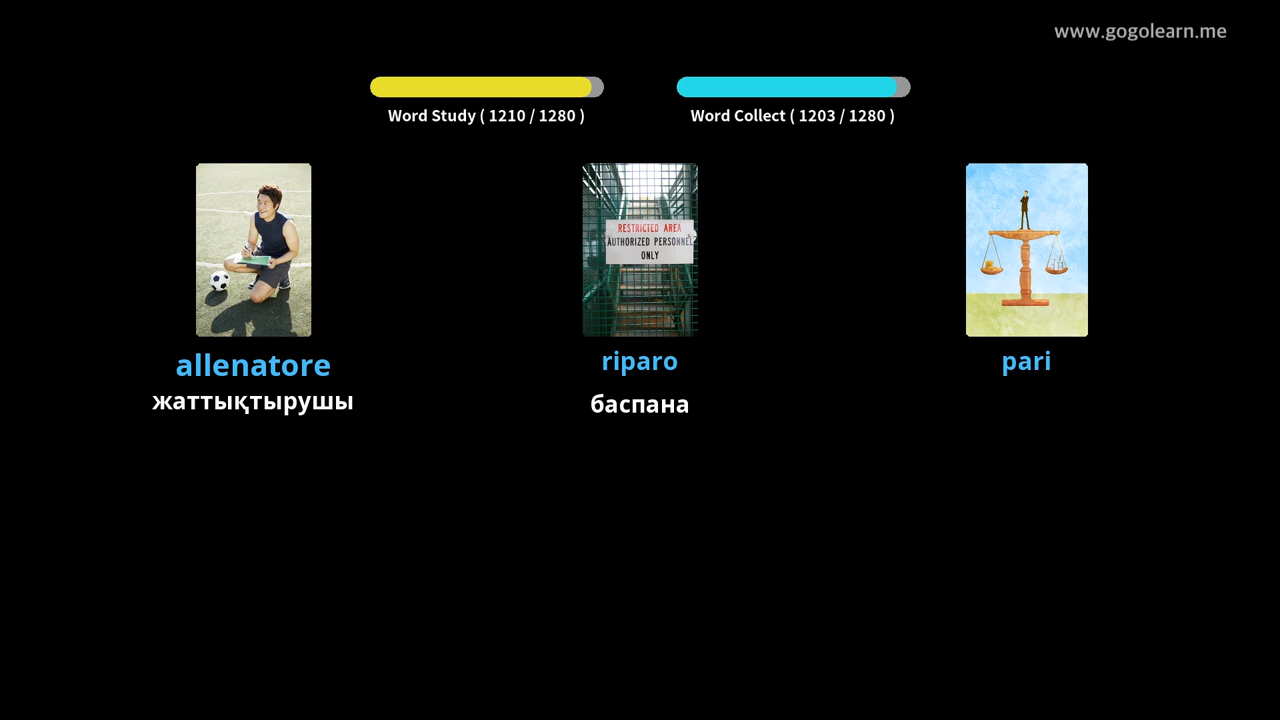 www.gogolearn.me
Word Study ( 1210 / 1280 )
Word Collect ( 1203 / 1280 )
RESTRICTED AREA
AUTHORIZED PERSONNEL
ONLY
allenatore
riparo
pari
жаттықтырушы
баспана